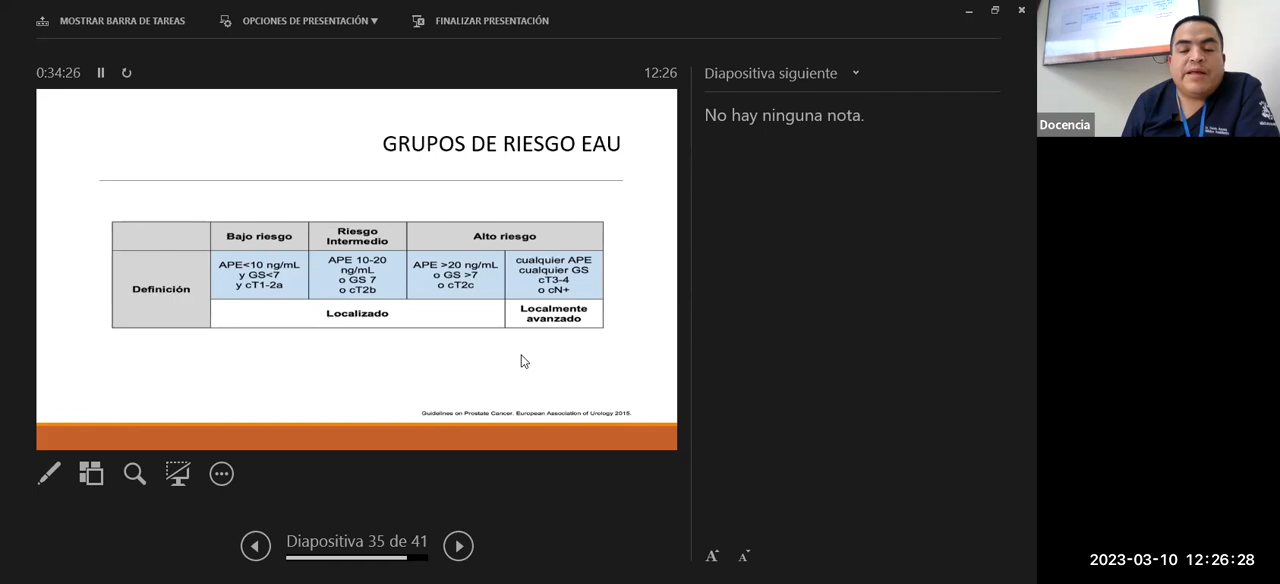 MOSTRAR BARRA DE TAREAS
OPCIONES DE PRESENTACIÓN ▼
FINALIZAR PRESENTACIÓN
0:34:26
12:26
Diapositiva siguiente
No hay ninguna nota.
Docencia
GRUPOS DE RIESGO EAU
Bajo riesgo
Riesgo
Intermedio
Alto riesgo
Definición
APE<10 ng/mL
y GS<7
y cT1-2a
APE 10-20
ng/mL
o GS 7
o cT2b
APE >20 ng/mL
o GS >7
o cT2c
cualquier APE
cualquier GS
cT3-4
o cN+
Localizado
Localmente
avanzado
Guidelines on Prostate Cancer. European Association of Urology 2015.
Diapositiva 35 de 41
A A
2023-03-10 12:26:28